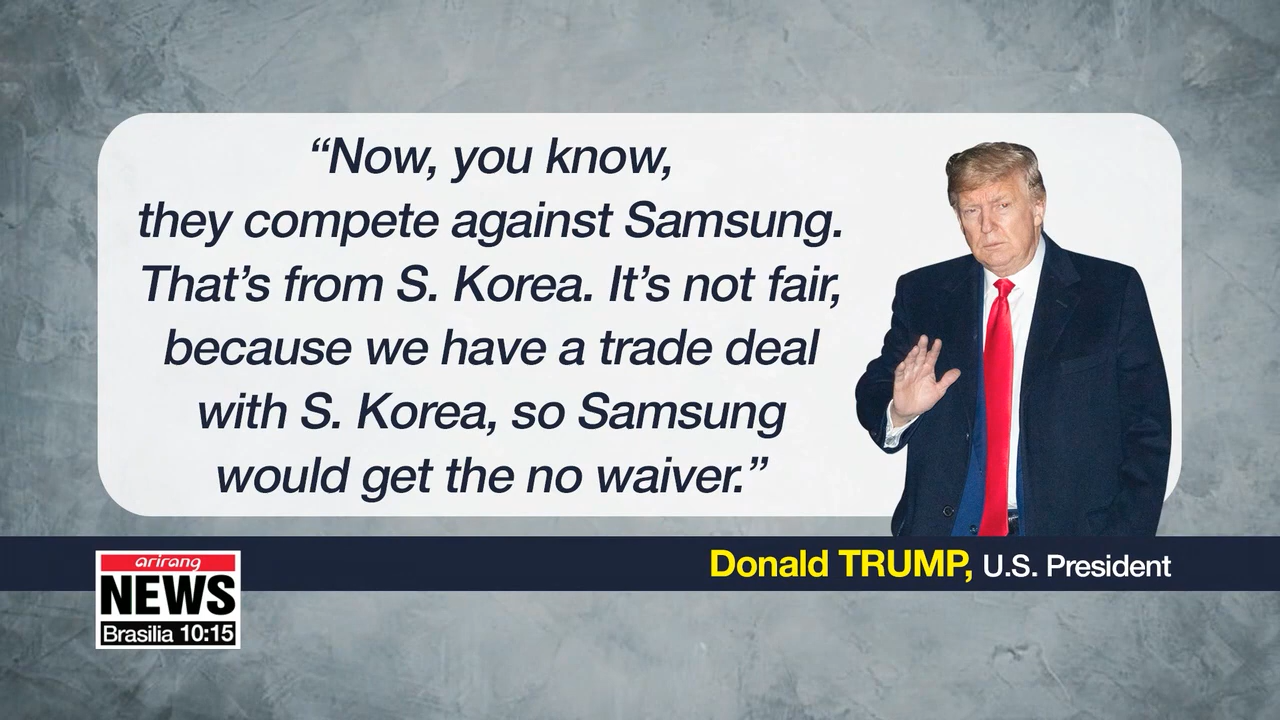 “Now, you know,
they compete against Samsung.
That’s from S. Korea. It’s not fair,
because we have a trade deal
with S. Korea, so Samsung
would get the no waiver.”
Donald TRUMP, U.S. President
arirang
NEWS
Brasilia 10:15